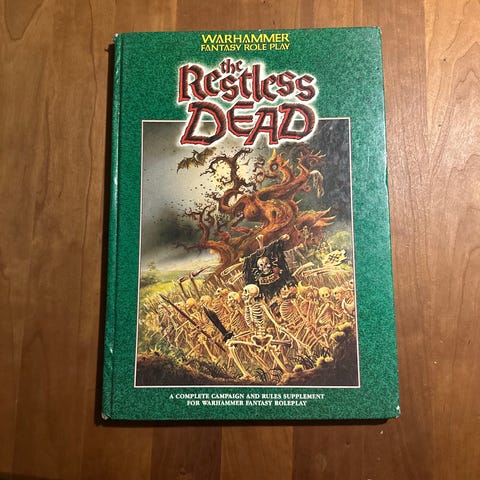 WARHAMMER
FANTASY ROLE PLAY
the
Restless
DEAD
A COMPLETE CAMPAIGN AND RULES SUPPLEMENT
FOR WARHAMMER FANTASY ROLEPLAY